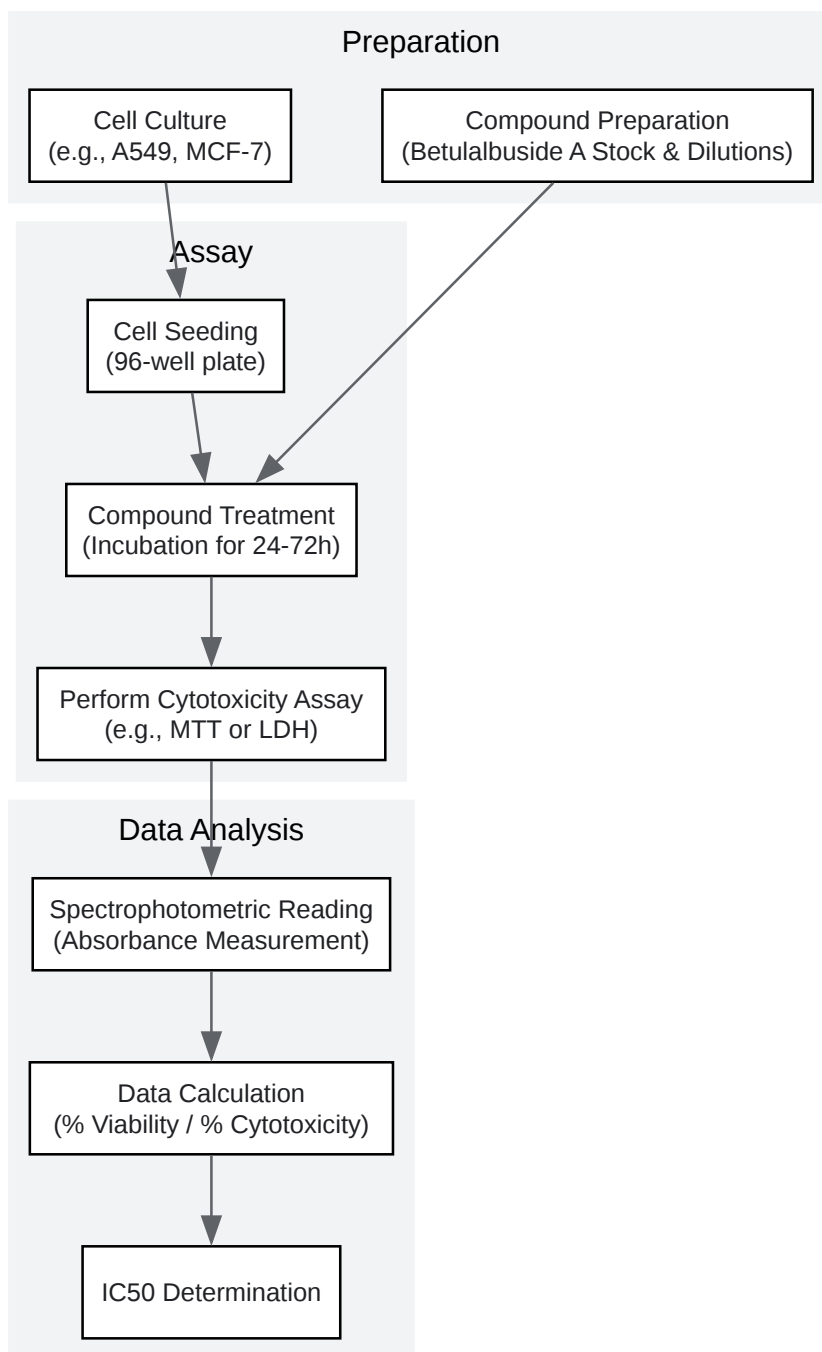 Preparation
Cell Culture
(e.g., A549, MCF-7)
Compound Preparation
(Betulalbuside A Stock & Dilutions)
Assay
Cell Seeding
(96-well plate)
Compound Treatment
(Incubation for 24-72h)
Perform Cytotoxicity Assay
(e.g., MTT or LDH)
Data Analysis
Spectrophotometric Reading
(Absorbance Measurement)
Data Calculation
(% Viability / % Cytotoxicity)
IC50 Determination